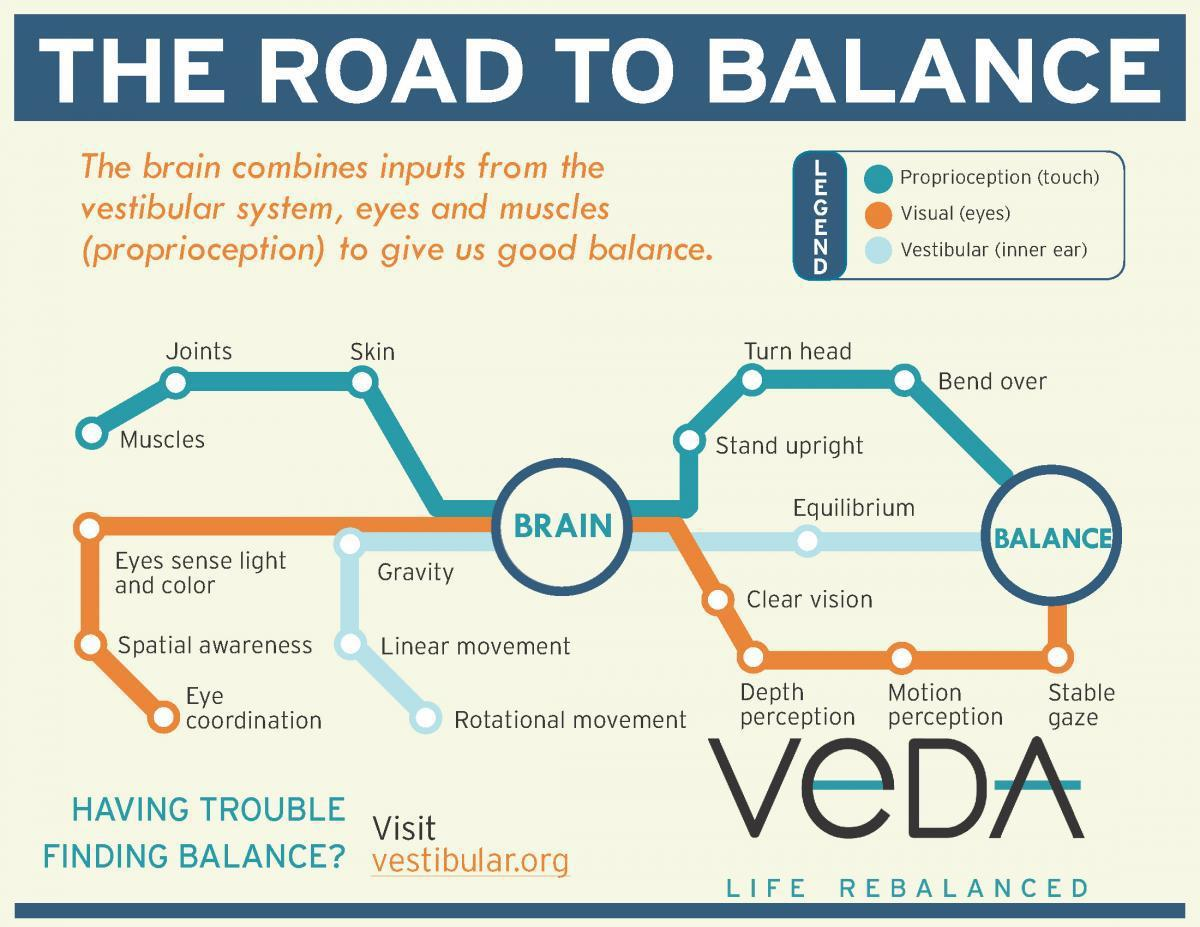 THE ROAD TO BALANCE
The brain combines inputs from the
vestibular system, eyes and muscles
(proprioception) to give us good balance.
LEGEND
Proprioception (touch)
Visual (eyes)
Vestibular (inner ear)
Joints
Skin
Muscles
Turn head
Bend over
Stand upright
Equilibrium
BRAIN
BALANCE
Eyes sense light
and color
Gravity
Clear vision
Spatial awareness
Linear movement
Eye
coordination
Rotational movement
Depth
perception
Motion
perception
Stable
gaze
HAVING TROUBLE
FINDING BALANCE?
Visit
vestibular.org
VeDA
LIFE REBALANCED